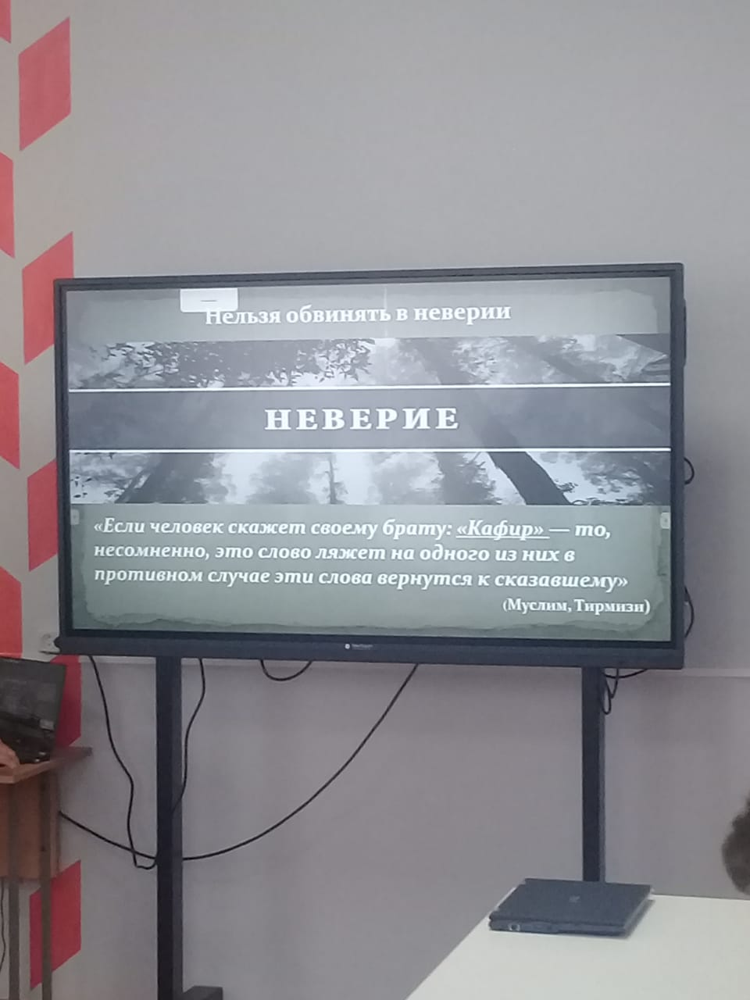 Нельзя обвинять в неверии
НЕВЕРИЕ
«Если человек скажет своему брату: «Кафир» — то,
несомненно, это слово ляжет на одного из них в
противном случае эти слова вернутся к сказавшему»
(Муслим, Тирмизи)